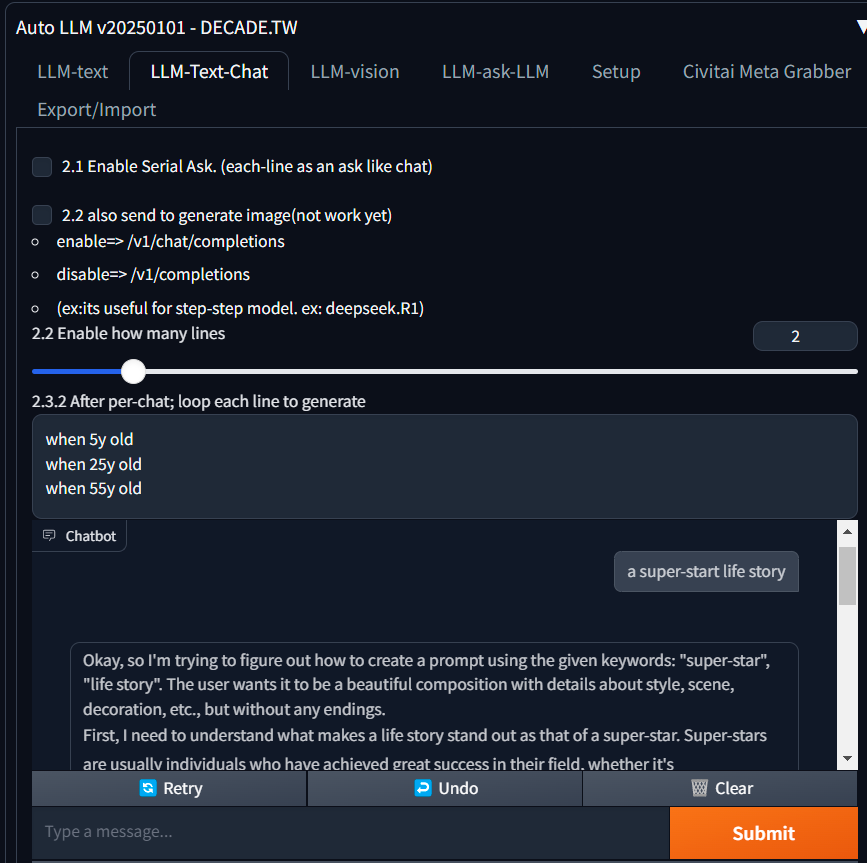 Auto LLM v20250101 - DECADE.TW
LLM-text LLM-Text-Chat LLM-vision LLM-ask-LLM Setup Civitai Meta Grabber
Export/Import
2.1 Enable Serial Ask. (each-line as an ask like chat)
2.2 also send to generate image(not work yet)
enable=> /v1/chat/completions
disable=> /v1/completions
(ex:its useful for step-step model. ex: deepseek.R1)
2.2 Enable how many lines
2
2.3.2 After per-chat; loop each line to generate
when 5y old
when 25y old
when 55y old
Chatbot
a super-start life story
Okay, so I'm trying to figure out how to create a prompt using the given keywords: "super-star",
"life story". The user wants it to be a beautiful composition with details about style, scene,
decoration, etc., but without any endings.
First, I need to understand what makes a life story stand out as that of a super-star. Super-stars
are usually individuals who have achieved great success in their field, whether it's
Retry Undo Clear
Type a message...
Submit